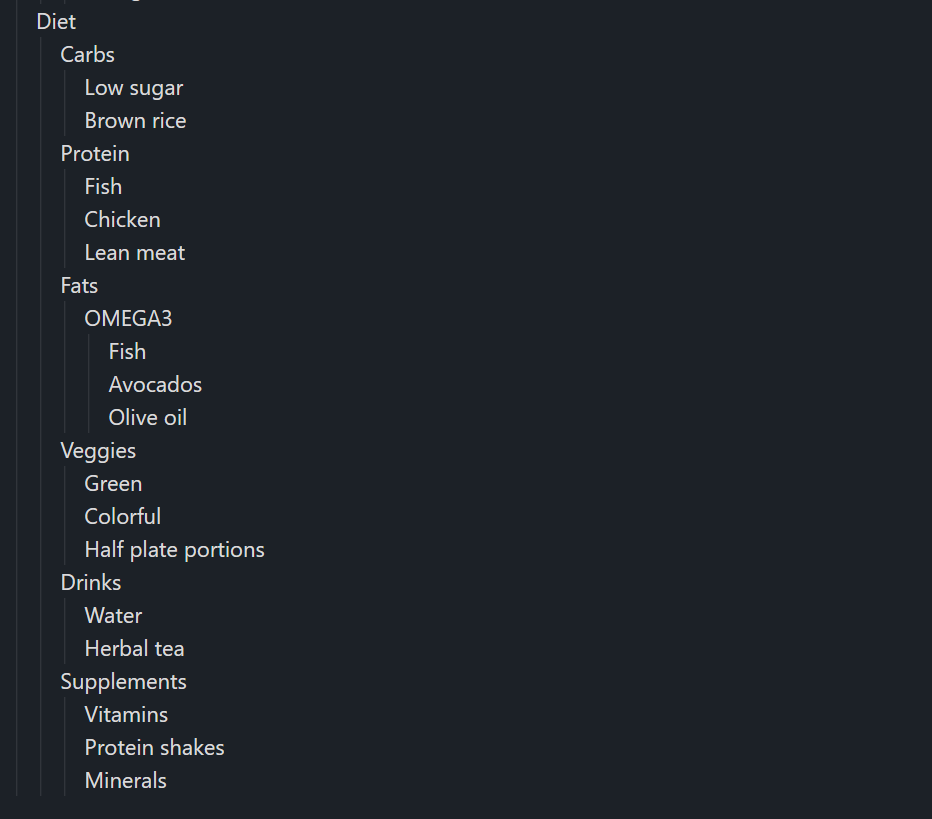 Diet
Carbs
Low sugar
Brown rice
Protein
Fish
Chicken
Lean meat
Fats
OMEGA3
Fish
Avocados
Olive oil
Veggies
Green
Colorful
Half plate portions
Drinks
Water
Herbal tea
Supplements
Vitamins
Protein shakes
Minerals